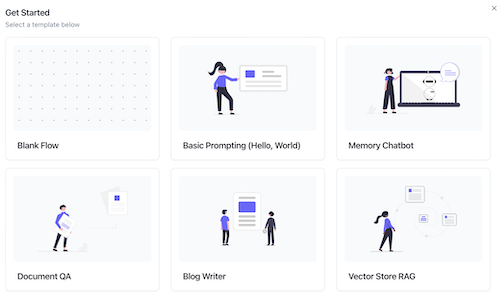 Get Started
Select a template below
Blank Flow
Basic Prompting (Hello, World)
Memory Chatbot
Document QA
Blog Writer
Vector Store RAG